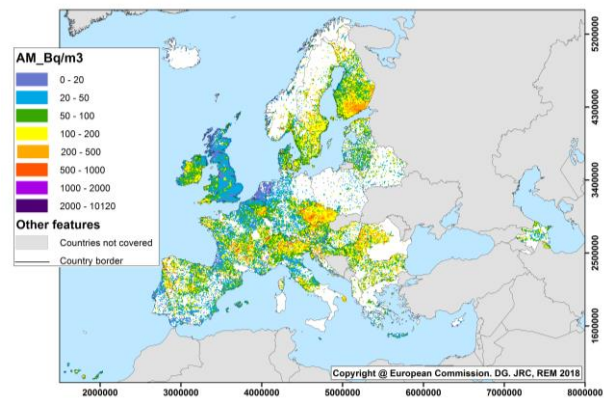 AM_Bq/m3
0 - 20
20 - 50
50 - 100
100 - 200
200 - 500
500 - 1000
1000 - 2000
2000 - 10120
Other features
Countries not covered
Country border
5200000
4300000
3400000
2500000
1600000
Copyright @ European Commission. DG. JRC, REM 2018
2000000 3000000 4000000 5000000 6000000 7000000 8000000